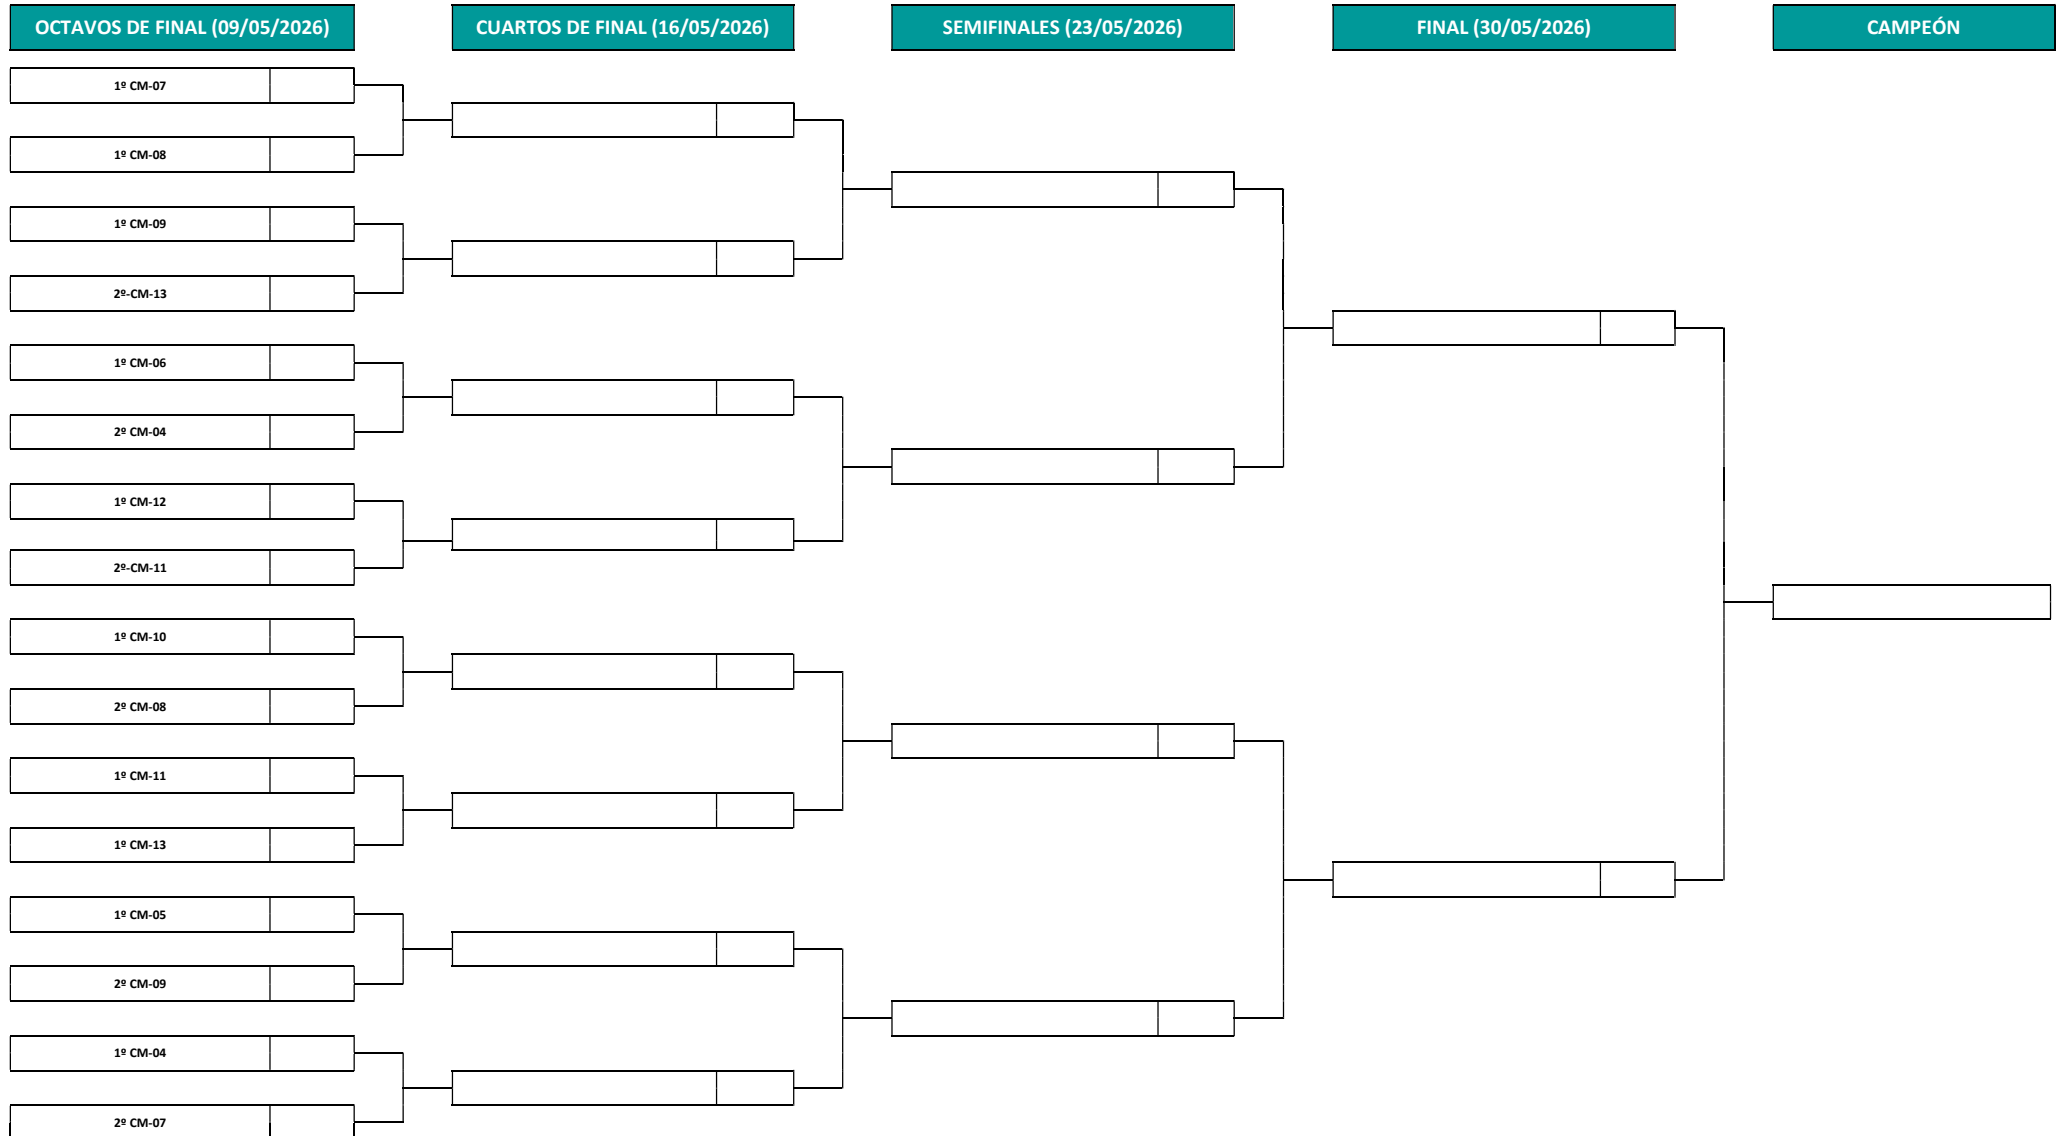 OCTAVOS DE FINAL (09/05/2026)
CUARTOS DE FINAL (16/05/2026)
SEMIFINALES (23/05/2026)
FINAL (30/05/2026)
CAMPEÓN
1º CM-07
1º CM-08
1º CM-09
2º-CM-13
1º CM-06
2º CM-04
1º CM-12
2º-CM-11
1º CM-10
2º CM-08
1º CM-11
1º CM-13
1º CM-05
2º CM-09
1º CM-04
2º CM-07